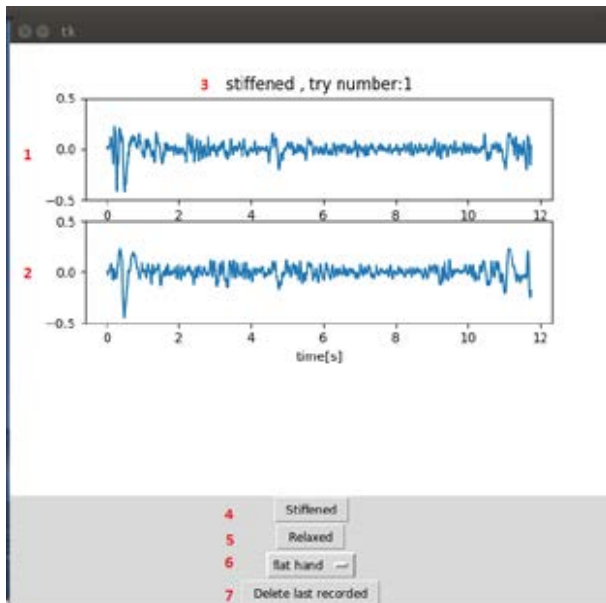 tk
3 stiffened , try number:1
0.5
1 0.0
−0.5
0 2 4 6 8 10 12
0.5
2 0.0
−0.5
0 2 4 6 8 10 12
time[s]
4 Stiffened
5 Relaxed
6 flat hand
7 Delete last recorded